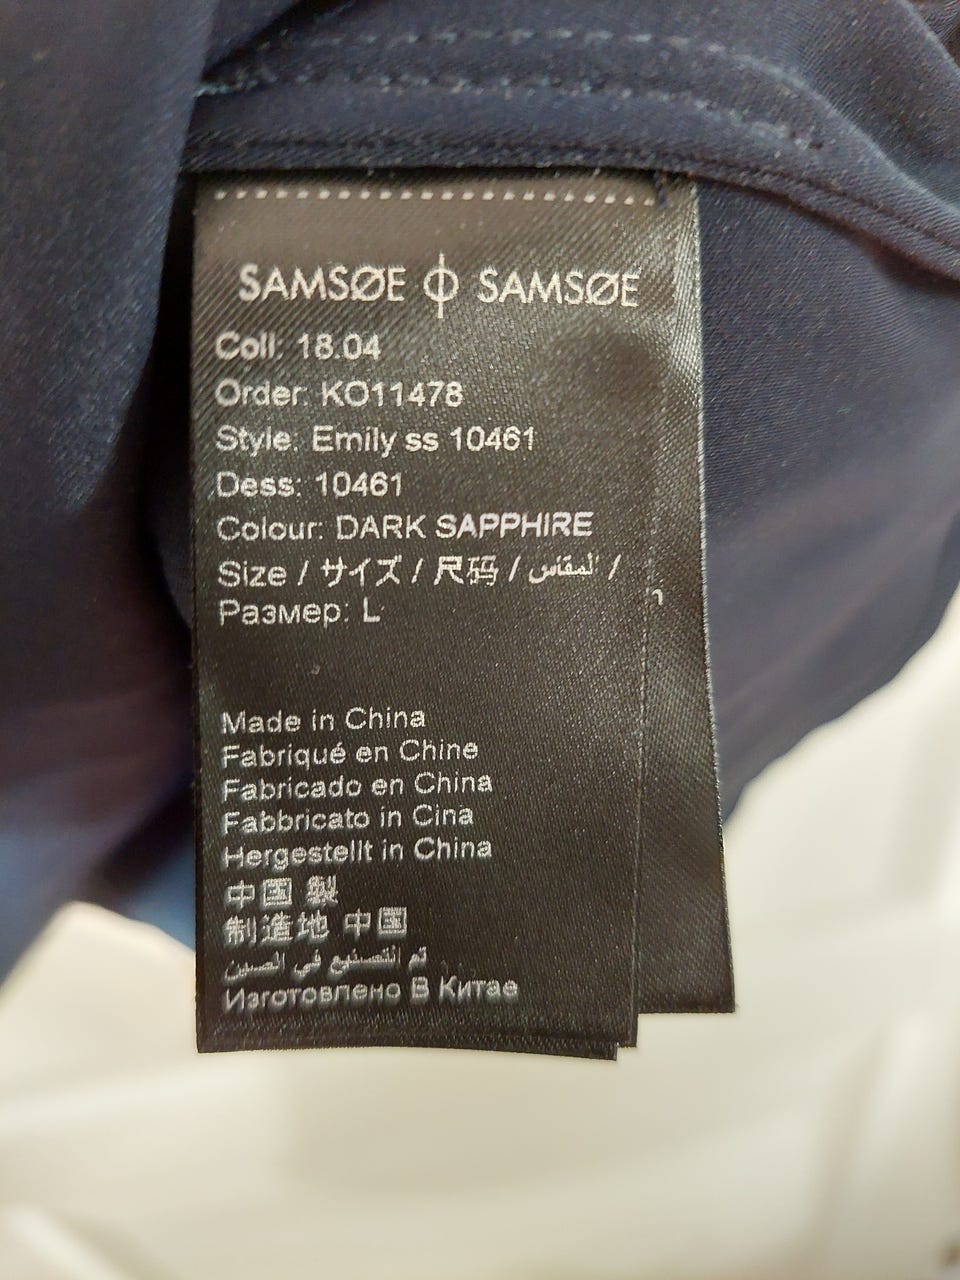 SAMSØE ϕ SAMSØE
Coll: 18.04
Order: KO11478
Style: Emily ss 10461
Dess: 10461
Colour: DARK SAPPHIRE
Size / サイズ / 尺码 / المقاس /
Размер: L
Made in China
Fabriqué en Chine
Fabricado en China
Fabbricato in Cina
Hergestellt in China
中国 製
制造地 中国
تم التصنيع في الصين
Изготовлено В Китае